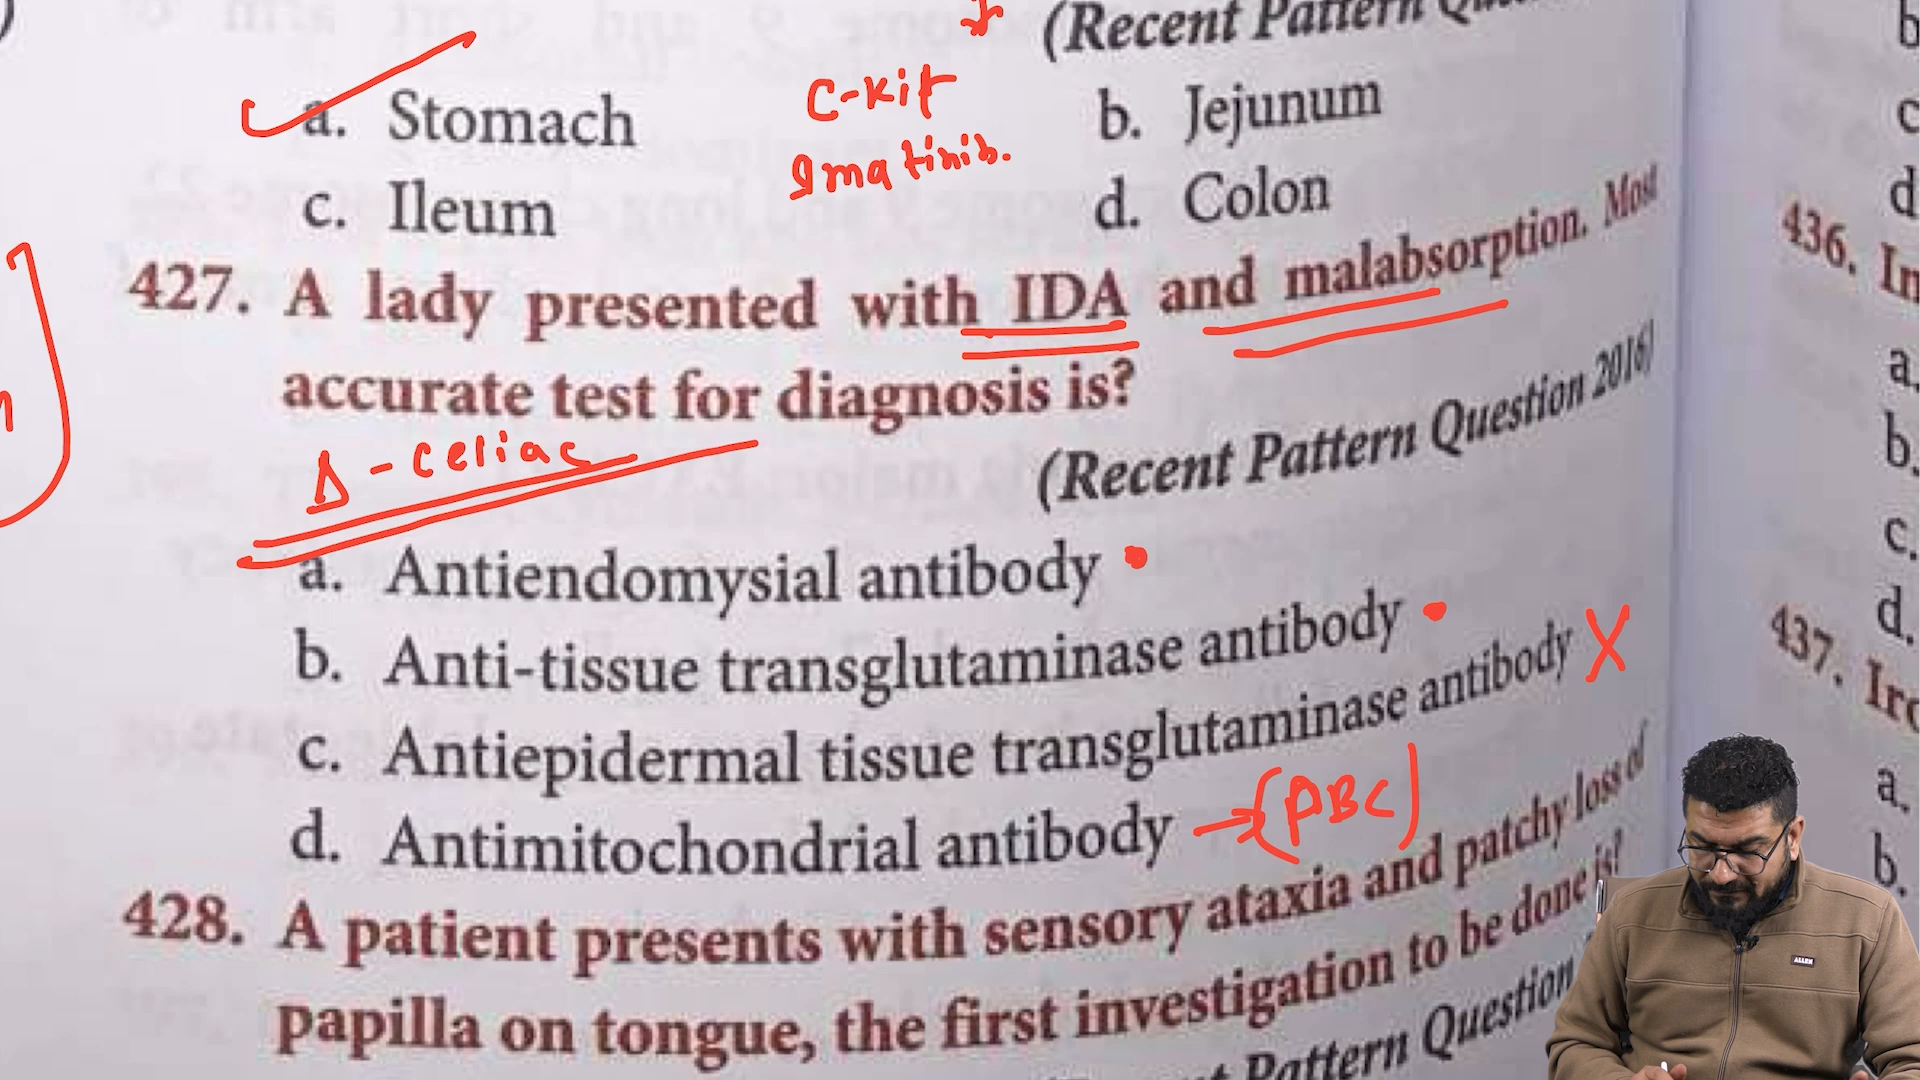 (Recent Pattern
C-Kit
a. Stomach
b. Jejunum
Imatinib.
c. Ileum
d. Colon
427. A lady presented with IDA and malabsorption. Most
accurate test for diagnosis is?
Δ - celiac
(Recent Pattern Question 2016)
a. Antiendomysial antibody
b. Anti-tissue transglutaminase antibody
c. Antiepidermal tissue transglutaminase antibody X
d. Antimitochondrial antibody → (PBC)
428. A patient presents with sensory ataxia and patchy loss of
papilla on tongue, the first investigation to be done is?
Pattern Question
b
c
d
436. In
a.
b.
c.
d.
437. Iro
a.
b.
ALLEN